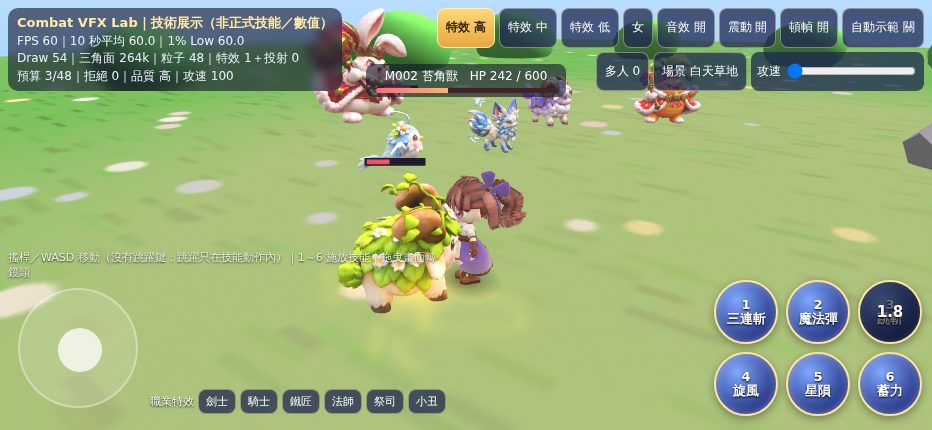 Combat VFX Lab｜技術展示（非正式技能／數值）
FPS 60｜10 秒平均 60.0｜1% Low 60.0
Draw 54｜三角面 264k｜粒子 48｜特效 1＋投射 0
預算 3/48｜拒絕 0｜品質 高｜攻速 100
特效 高
特效 中
特效 低
女
音效 開
震動 開
頓幀 開
自動示範 關
多人 0
場景 白天草地
攻速
M002 苔角獸 HP 242 / 600
搖桿／WASD 移動（沒有跳躍鍵；跳躍只在技能動作內）｜1～6 施放技能｜拖曳畫面轉
鏡頭
1
三連斬
2
魔法彈
3
跳斬
1.8
4
旋風
5
星隕
6
蓄力
職業特效
劍士
騎士
鐵匠
法師
祭司
小丑